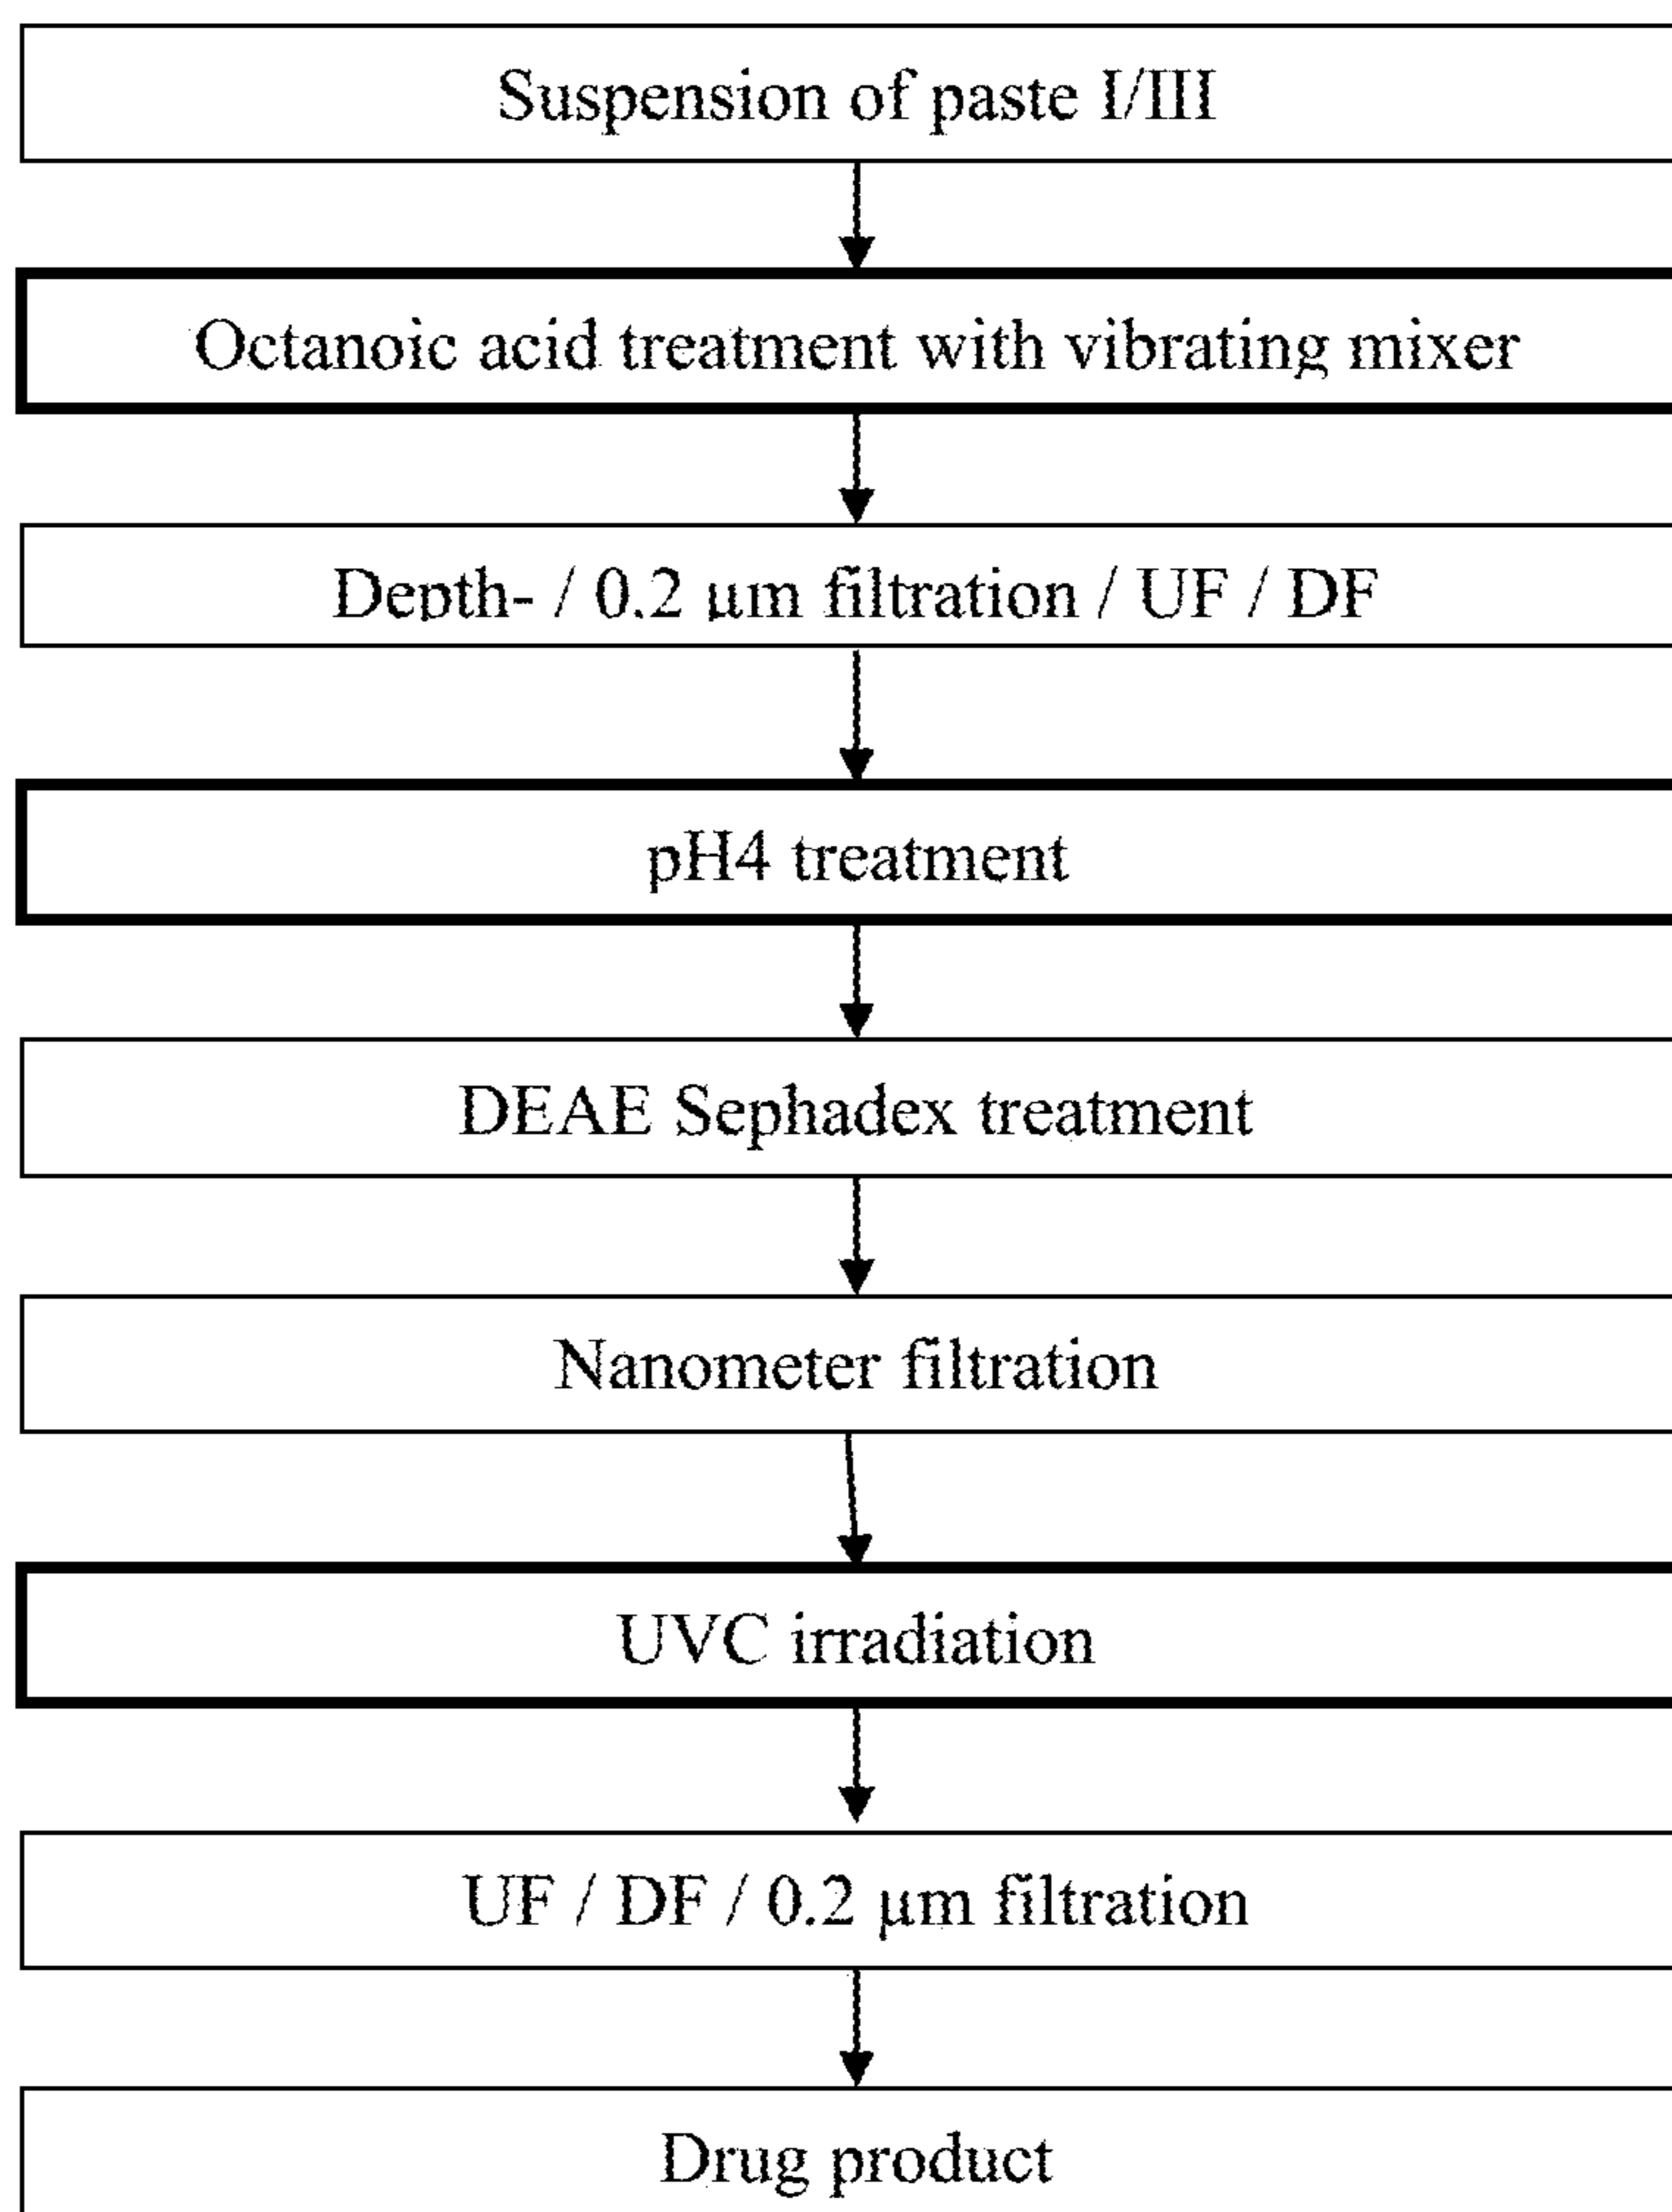 Suspension of paste I/III
Octanoic acid treatment with vibrating mixer
Depth- / 0.2 µm filtration / UF / DF
pH4 treatment
DEAE Sephadex treatment
Nanometer filtration
UVC irradiation
UF / DF / 0.2 µm filtration
Drug product